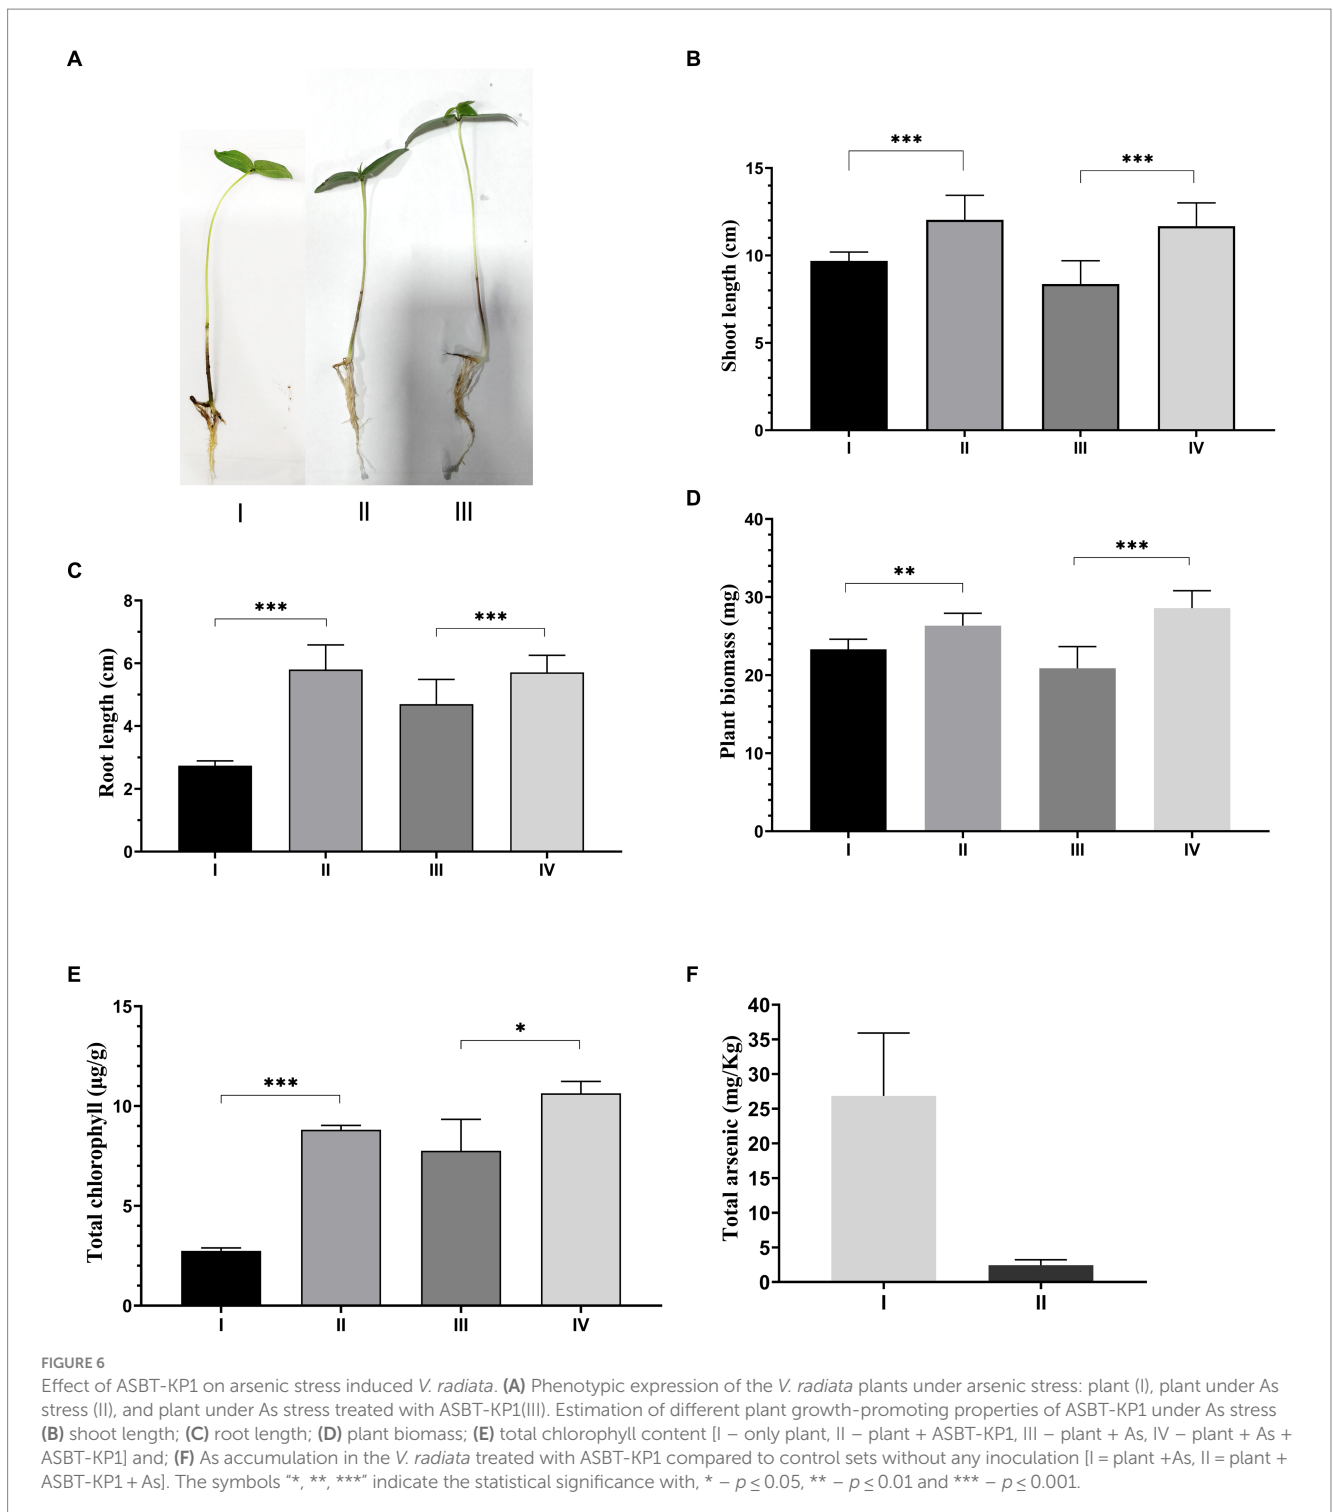 A
I
II
III
B
***
***
Shoot length (cm)
15
10
5
0
I
II
III
IV
C
***
***
Root length (cm)
8
6
4
2
0
I
II
III
IV
D
**
***
Plant biomass (mg)
40
30
20
10
0
I
II
III
IV
E
***
*
Total chlorophyll (µg/g)
15
10
5
0
I
II
III
IV
F
Total arsenic (mg/Kg)
40
35
30
25
20
15
10
5
0
I
II
FIGURE 6
Effect of ASBT-KP1 on arsenic stress induced V. radiata. (A) Phenotypic expression of the V. radiata plants under arsenic stress: plant (I), plant under As
stress (II), and plant under As stress treated with ASBT-KP1(III). Estimation of different plant growth-promoting properties of ASBT-KP1 under As stress
(B) shoot length; (C) root length; (D) plant biomass; (E) total chlorophyll content [I – only plant, II – plant + ASBT-KP1, III – plant + As, IV – plant + As +
ASBT-KP1] and; (F) As accumulation in the V. radiata treated with ASBT-KP1 compared to control sets without any inoculation [I = plant +As, II = plant +
ASBT-KP1 + As]. The symbols “*, **, ***” indicate the statistical significance with, * – p ≤ 0.05, ** – p ≤ 0.01 and *** – p ≤ 0.001.